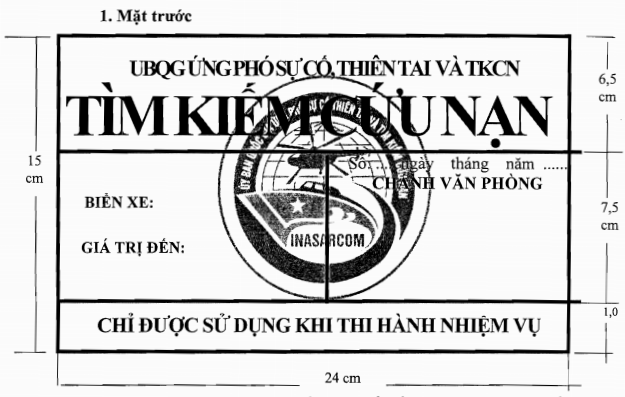 1. Mặt trước
UBQG ỨNG PHÓ SỰ CỐ, THIÊN TAI VÀ TKCN
TÌM KIẾM CỨU NẠN
6,5
cm
15
cm
Số:..... ngày tháng năm ......
CHÁNH VĂN PHÒNG
BIỂN XE:
7,5
cm
GIÁ TRỊ ĐẾN:
INASARCOM
1,0
CHỈ ĐƯỢC SỬ DỤNG KHI THI HÀNH NHIỆM VỤ
24 cm